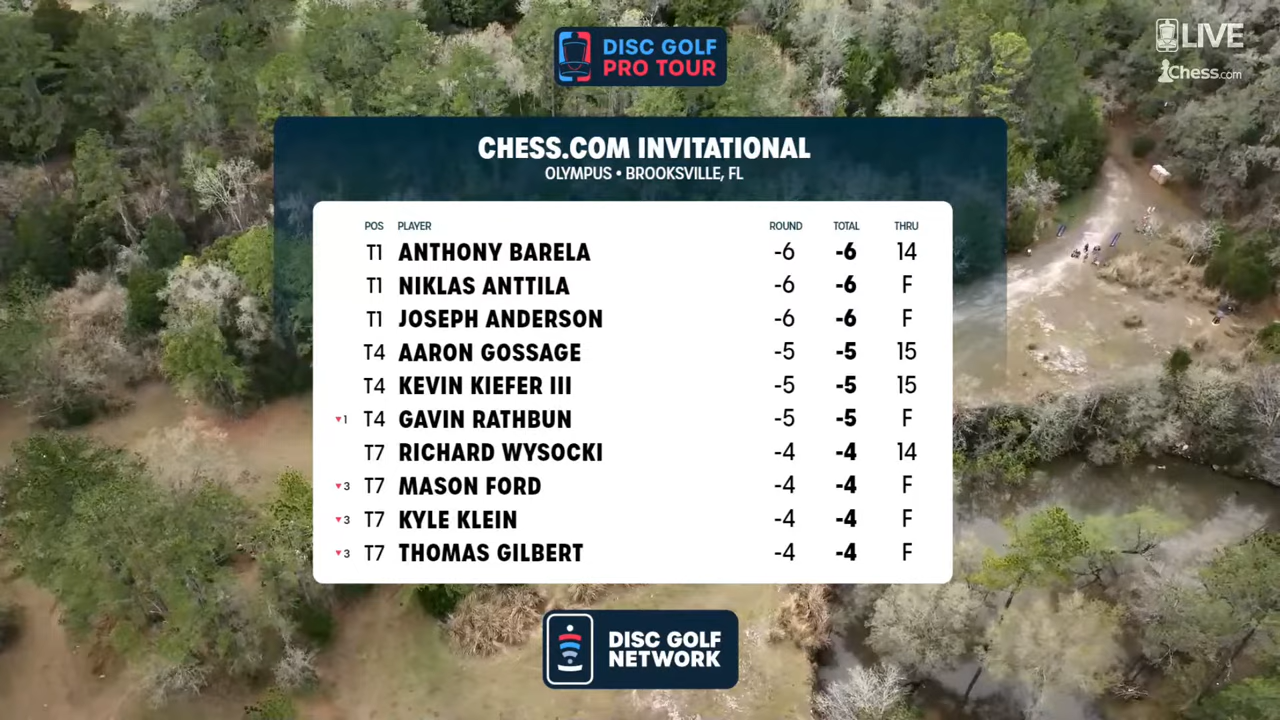 DISC GOLF
PRO TOUR
LIVE
Chess.com
CHESS.COM INVITATIONAL
OLYMPUS • BROOKSVILLE, FL
POS PLAYER ROUND TOTAL THRU
T1 ANTHONY BARELA -6 -6 14
T1 NIKLAS ANTTILA -6 -6 F
T1 JOSEPH ANDERSON -6 -6 F
T4 AARON GOSSAGE -5 -5 15
T4 KEVIN KIEFER III -5 -5 15
▼1 T4 GAVIN RATHBUN -5 -5 F
T7 RICHARD WYSOCKI -4 -4 14
▼3 T7 MASON FORD -4 -4 F
▼3 T7 KYLE KLEIN -4 -4 F
▼3 T7 THOMAS GILBERT -4 -4 F
DISC GOLF
NETWORK